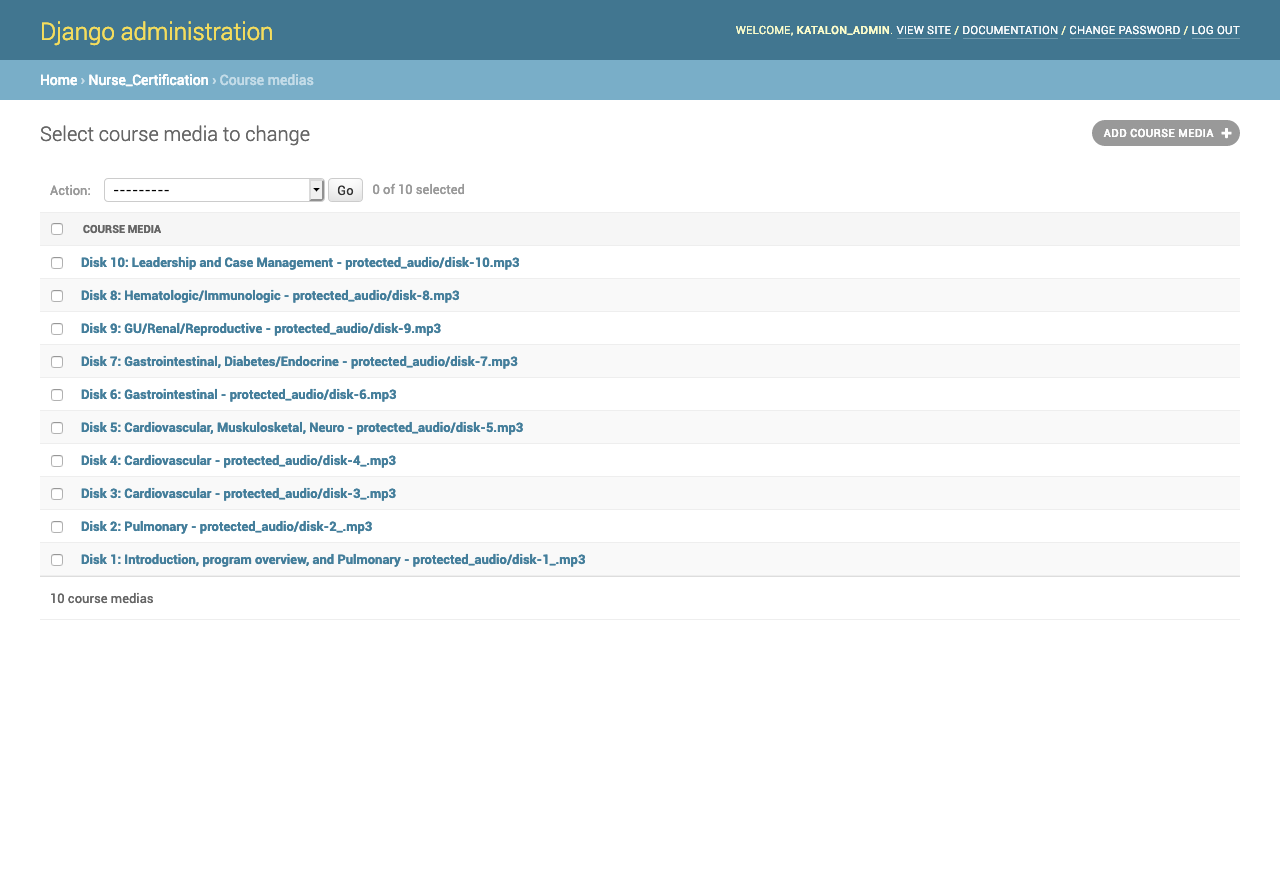 Django administration
WELCOME, KATALON_ADMIN. VIEW SITE / DOCUMENTATION / CHANGE PASSWORD / LOG OUT
Home › Nurse_Certification › Course medias
Select course media to change
ADD COURSE MEDIA +
Action: --------- Go 0 of 10 selected
COURSE MEDIA
Disk 10: Leadership and Case Management - protected_audio/disk-10.mp3
Disk 8: Hematologic/Immunologic - protected_audio/disk-8.mp3
Disk 9: GU/Renal/Reproductive - protected_audio/disk-9.mp3
Disk 7: Gastrointestinal, Diabetes/Endocrine - protected_audio/disk-7.mp3
Disk 6: Gastrointestinal - protected_audio/disk-6.mp3
Disk 5: Cardiovascular, Muskulosketal, Neuro - protected_audio/disk-5.mp3
Disk 4: Cardiovascular - protected_audio/disk-4_.mp3
Disk 3: Cardiovascular - protected_audio/disk-3_.mp3
Disk 2: Pulmonary - protected_audio/disk-2_.mp3
Disk 1: Introduction, program overview, and Pulmonary - protected_audio/disk-1_.mp3
10 course medias